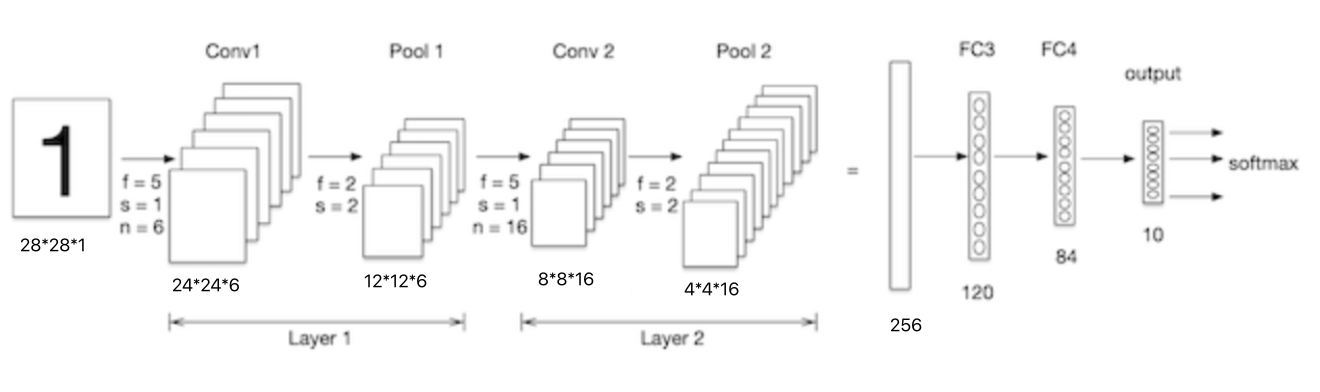 Conv1
Pool 1
Conv 2
Pool 2
FC3
FC4
output
1
f = 5
s = 1
n = 6
f = 2
s = 2
f = 5
s = 1
n = 16
f = 2
s = 2
=
softmax
28*28*1
24*24*6
12*12*6
8*8*16
4*4*16
256
120
84
10
Layer 1
Layer 2